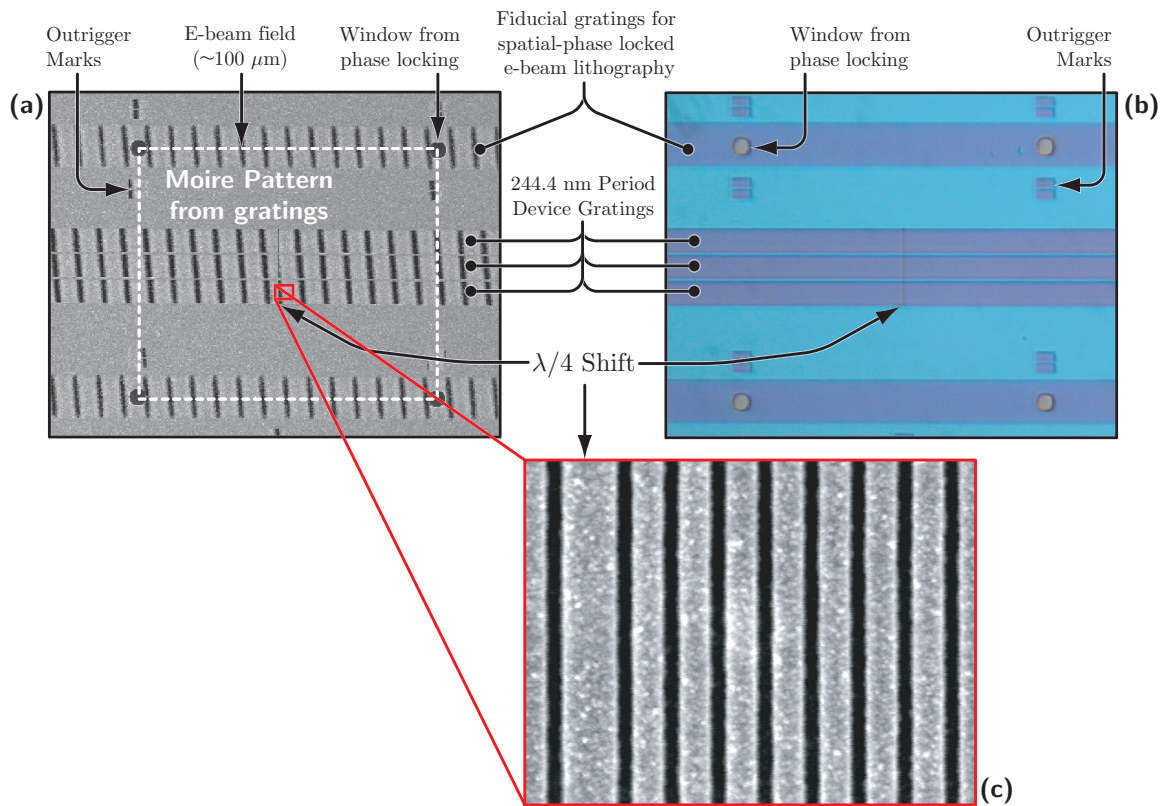 Outrigger
Marks
E-beam field
(~100 μm)
Window from
phase locking
Fiducial gratings for
spatial-phase locked
e-beam lithography
Window from
phase locking
Outrigger
Marks
(a)
(b)
Moire Pattern
from gratings
244.4 nm Period
Device Gratings
λ/4 Shift
(c)